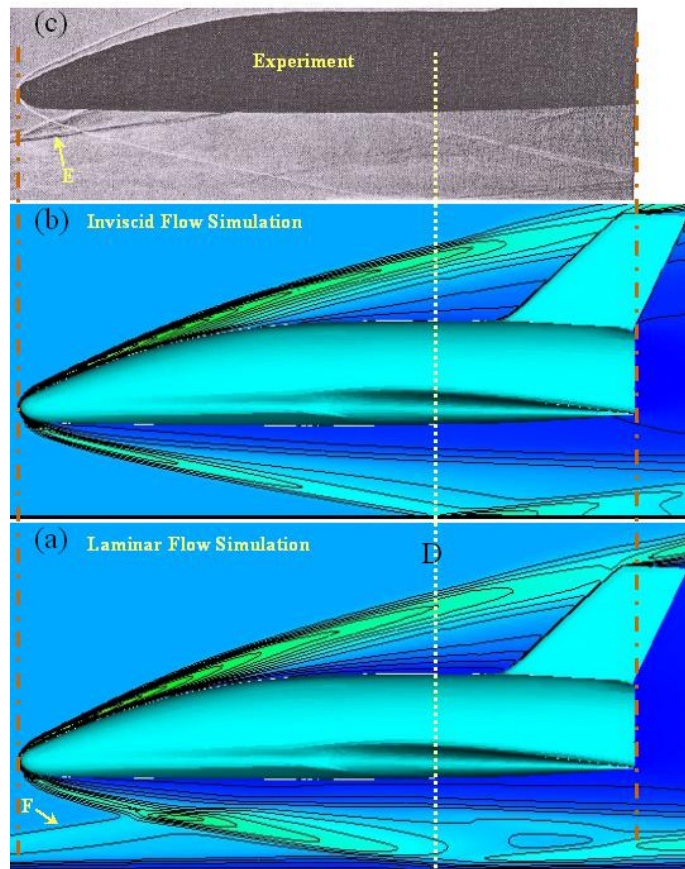 (c)
Experiment
E
(b) Inviscid Flow Simulation
(a) Laminar Flow Simulation
D
F